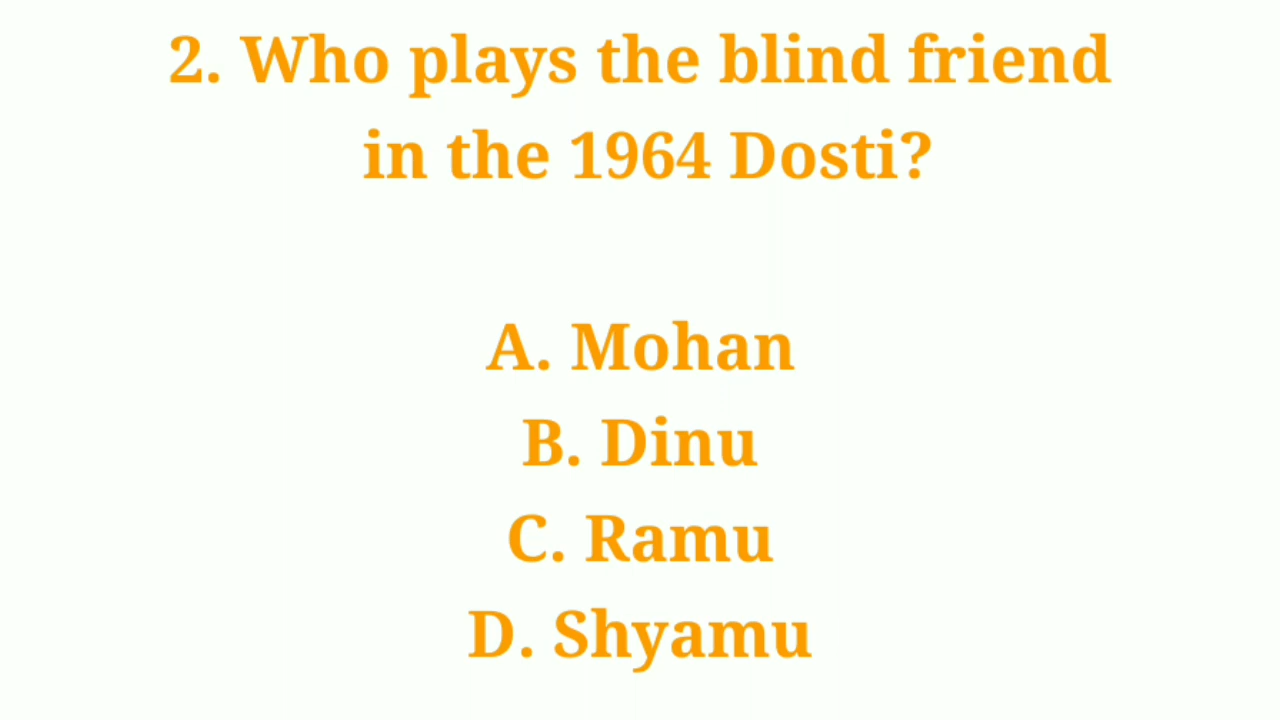 2. Who plays the blind friend
in the 1964 Dosti?
A. Mohan
B. Dinu
C. Ramu
D. Shyamu